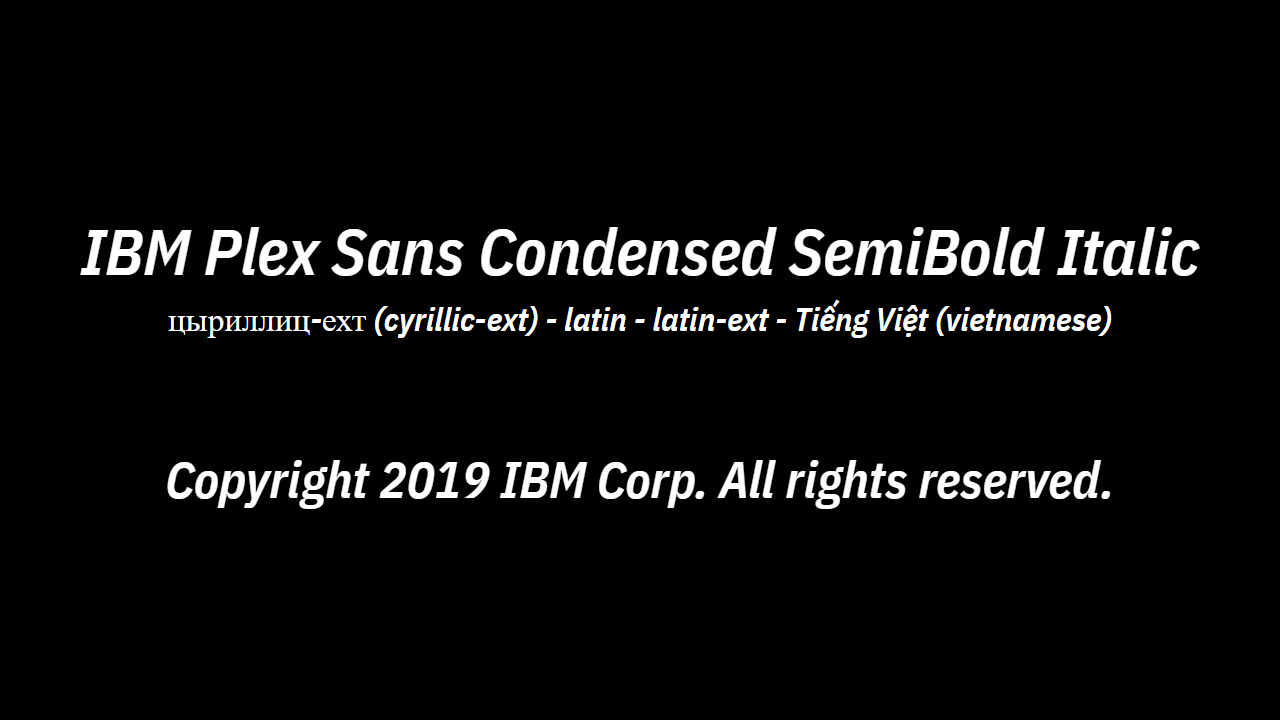 IBM Plex Sans Condensed SemiBold Italic
цыриллиц-ехт (cyrillic-ext) - latin - latin-ext - Tiếng Việt (vietnamese)
Copyright 2019 IBM Corp. All rights reserved.